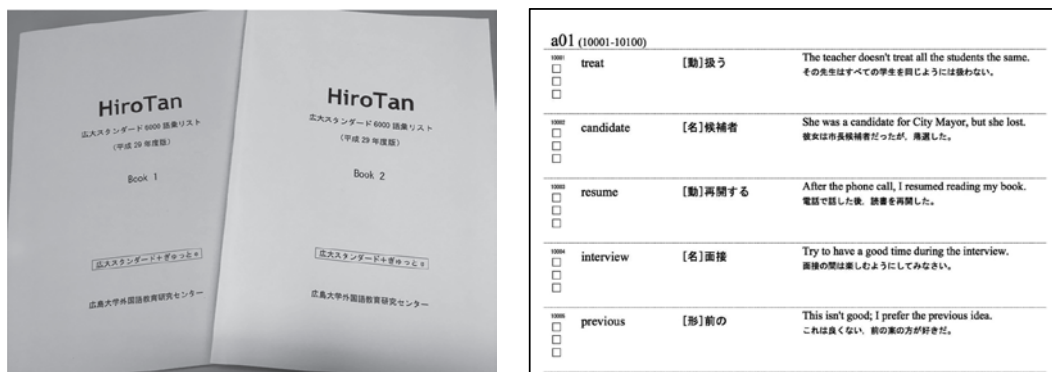 HiroTan
広大スタンダード 6000 語彙リスト
(平成 29 年度版)
Book 1
広大スタンダード+ぎゅっとe
広島大学外国語教育研究センター
HiroTan
広大スタンダード 6000 語彙リスト
(平成 29 年度版)
Book 2
広大スタンダード+ぎゅっとe
広島大学外国語教育研究センター
a01 (10001-10100)
10001
treat [動]扱う The teacher doesn't treat all the students the same.
その先生はすべての学生を同じようには扱わない。
10002
candidate [名]候補者 She was a candidate for City Mayor, but she lost.
彼女は市長候補者だったが、落選した。
10003
resume [動]再開する After the phone call, I resumed reading my book.
電話で話した後、読書を再開した。
10004
interview [名]面接 Try to have a good time during the interview.
面接の間は楽しむようにしてみなさい。
10005
previous [形]前の This isn't good; I prefer the previous idea.
これは良くない、前の案の方が好きだ。